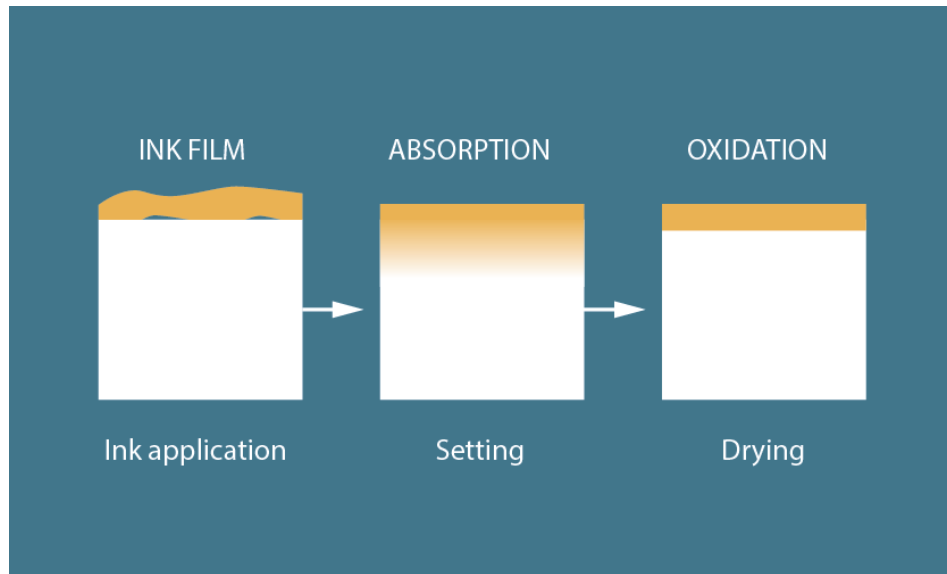 INK FILM
ABSORPTION
OXIDATION
Ink application
Setting
Drying